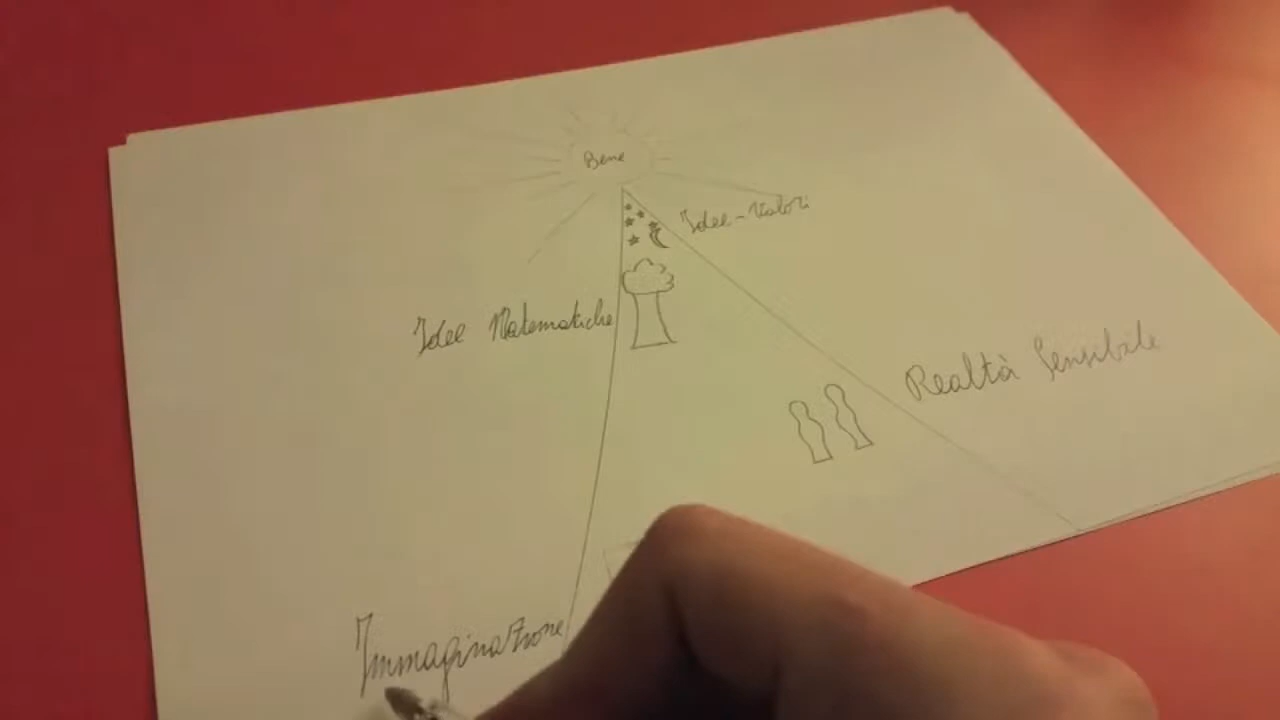 Bene
Idee-Valori
Idee Matematiche
Realtà Sensibile
Immaginazione